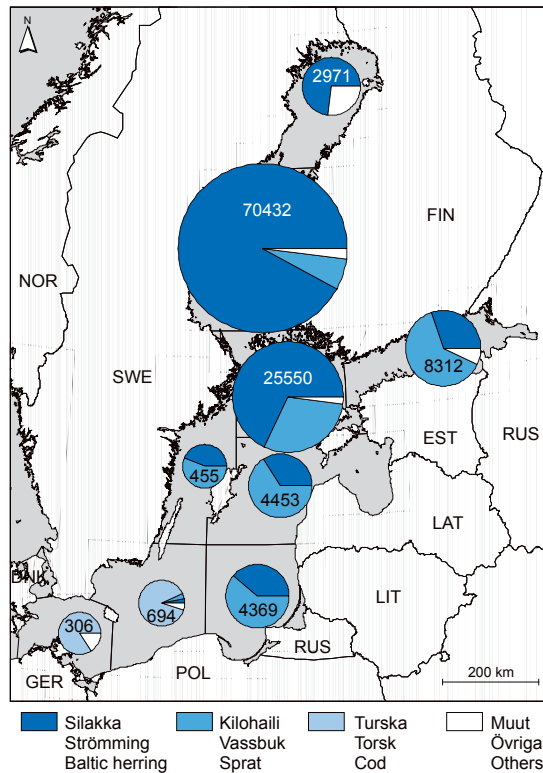 N
2971
70432
FIN
NOR
8312
SWE
25550
EST
RUS
455
4453
LAT
DNK
694
4369
LIT
306
RUS
POL
GER
200 km
Silakka
Strömming
Baltic herring
Kilohaili
Vassbuk
Sprat
Turska
Torsk
Cod
Muut
Övriga
Others